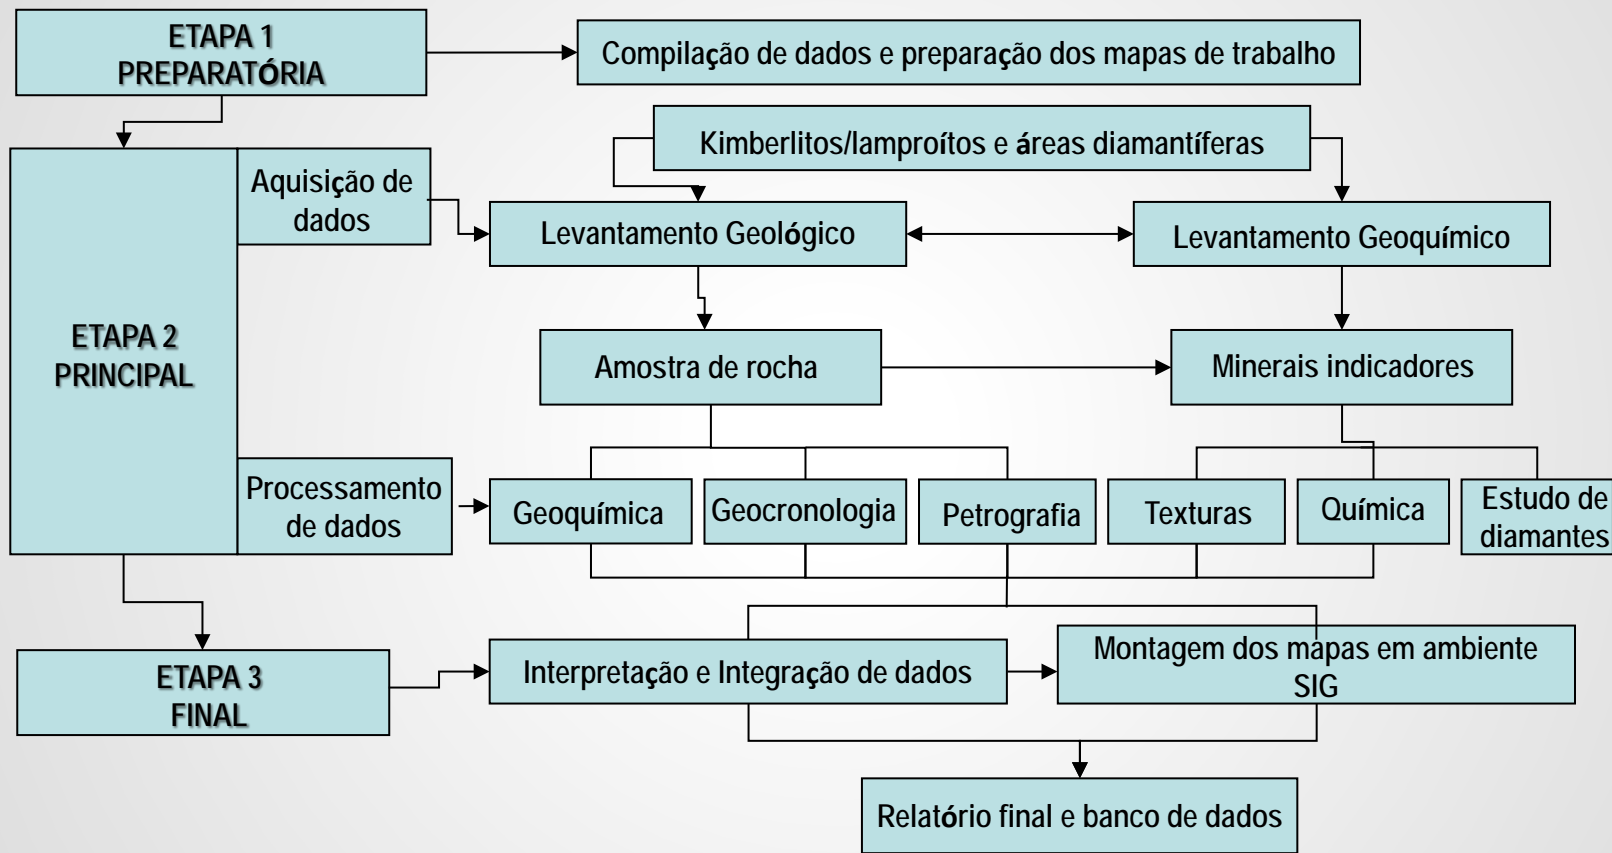 ETAPA 1
PREPARATÓRIA
Compilação de dados e preparação dos mapas de trabalho
Kimberlitos/lamproítos e áreas diamantíferas
Aquisição de
dados
Levantamento Geológico
Levantamento Geoquímico
ETAPA 2
PRINCIPAL
Amostra de rocha
Minerais indicadores
Processamento
de dados
Geoquímica
Geocronologia
Petrografia
Texturas
Química
Estudo de
diamantes
ETAPA 3
FINAL
Interpretação e Integração de dados
Montagem dos mapas em ambiente
SIG
Relatório final e banco de dados